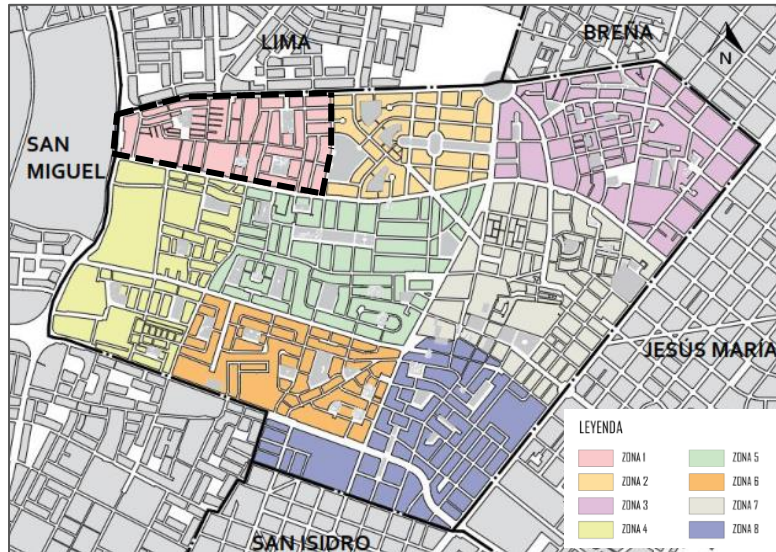 LIMA
BREÑA
N
SAN
MIGUEL
JESÚS MARÍA
SAN ISIDRO
LEYENDA
ZONA 1
ZONA 2
ZONA 3
ZONA 4
ZONA 5
ZONA 6
ZONA 7
ZONA 8